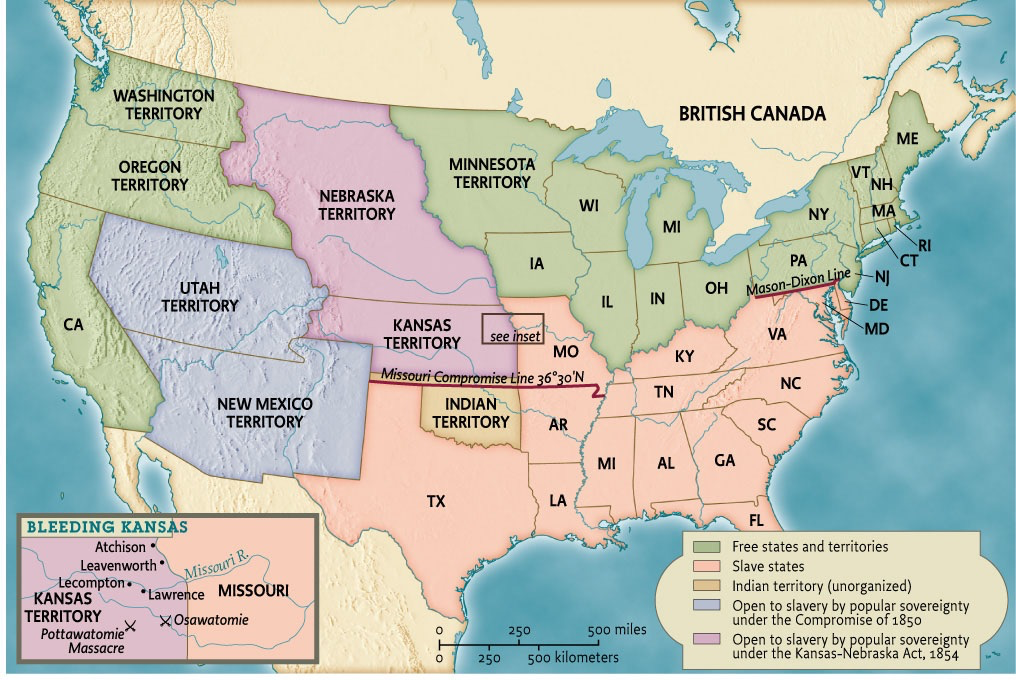 BRITISH CANADA
WASHINGTON
TERRITORY
OREGON
TERRITORY
NEBRASKA
TERRITORY
MINNESOTA
TERRITORY
WI
MI
ME
VT
NH
MA
NY
RI
CT
PA
NJ
Mason-Dixon Line
DE
MD
UTAH
TERRITORY
CA
IA
IL
IN
OH
KANSAS
TERRITORY
see inset
MO
KY
VA
Missouri Compromise Line 36°30'N
NEW MEXICO
TERRITORY
INDIAN
TERRITORY
AR
TN
NC
SC
MI
AL
GA
TX
LA
FL
BLEEDING KANSAS
Atchison
Leavenworth
Missouri R.
Lecompton
Lawrence
MISSOURI
KANSAS
TERRITORY
Osawatomie
Pottawatomie
Massacre
0 250 500 miles
0 250 500 kilometers
Free states and territories
Slave states
Indian territory (unorganized)
Open to slavery by popular sovereignty
under the Compromise of 1850
Open to slavery by popular sovereignty
under the Kansas-Nebraska Act, 1854